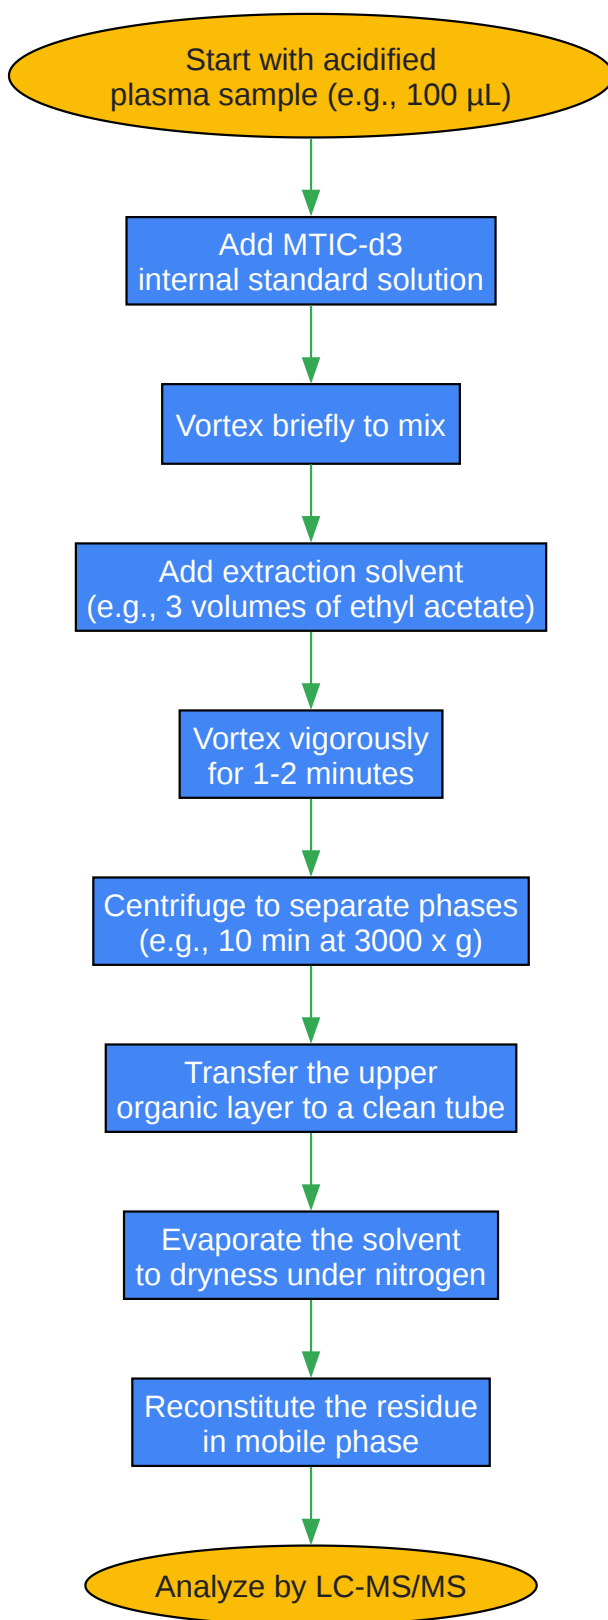 Start with acidified
plasma sample (e.g., 100 µL)
Add MTIC-d3
internal standard solution
Vortex briefly to mix
Add extraction solvent
(e.g., 3 volumes of ethyl acetate)
Vortex vigorously
for 1-2 minutes
Centrifuge to separate phases
(e.g., 10 min at 3000 x g)
Transfer the upper
organic layer to a clean tube
Evaporate the solvent
to dryness under nitrogen
Reconstitute the residue
in mobile phase
Analyze by LC-MS/MS